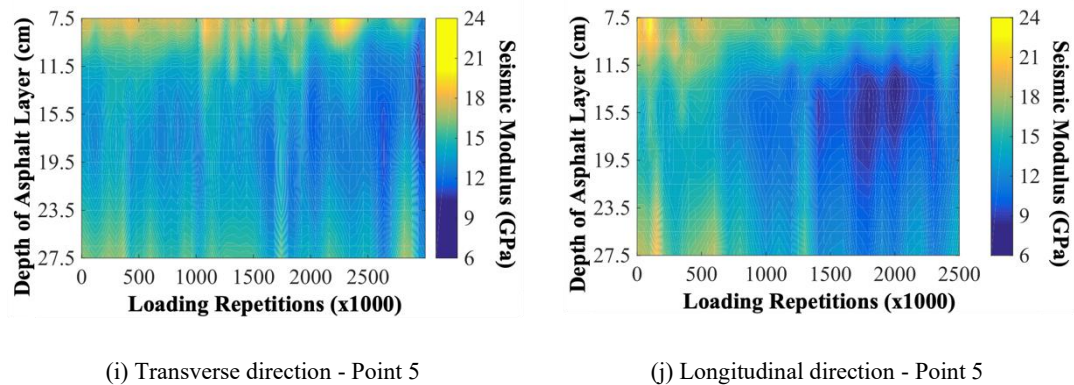 7.5
11.5
15.5
19.5
23.5
27.5
Depth of Asphalt Layer (cm)
0 500 1000 1500 2000 2500
Loading Repetitions (x1000)
24
21
18
15
12
9
6
Seismic Modulus (GPa)
(i) Transverse direction - Point 5
7.5
11.5
15.5
19.5
23.5
27.5
Depth of Asphalt Layer (cm)
0 500 1000 1500 2000 2500
Loading Repetitions (x1000)
24
21
18
15
12
9
6
Seismic Modulus (GPa)
(j) Longitudinal direction - Point 5